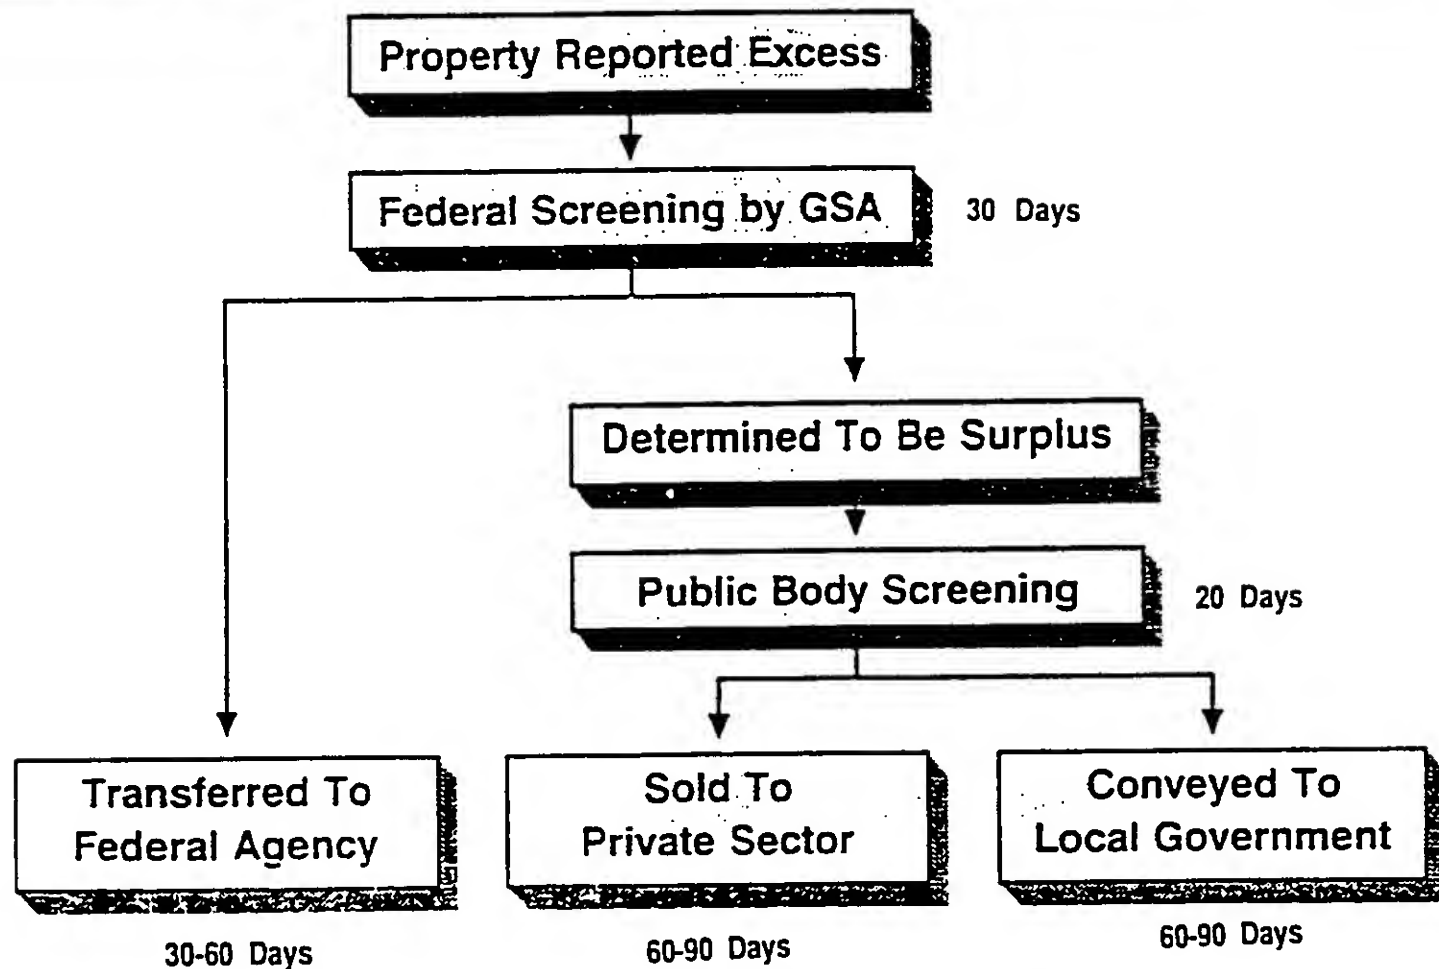 Property Reported Excess
Federal Screening by GSA
30 Days
Determined To Be Surplus
Public Body Screening
20 Days
Transferred To
Federal Agency
30-60 Days
Sold To
Private Sector
60-90 Days
Conveyed To
Local Government
60-90 Days